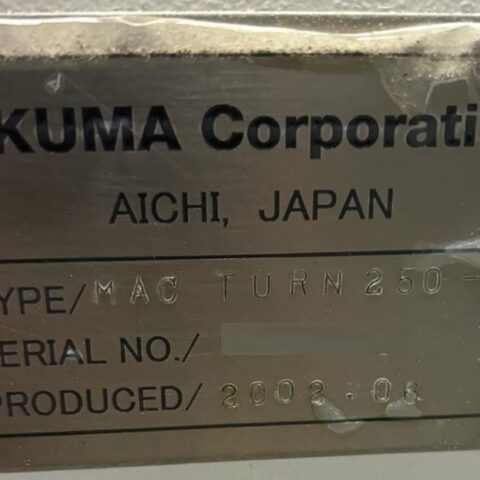 KUMA Corporati
AICHI, JAPAN
YPE/MAC TURN 250-
ERIAL NO./
PRODUCED/ 2002.06